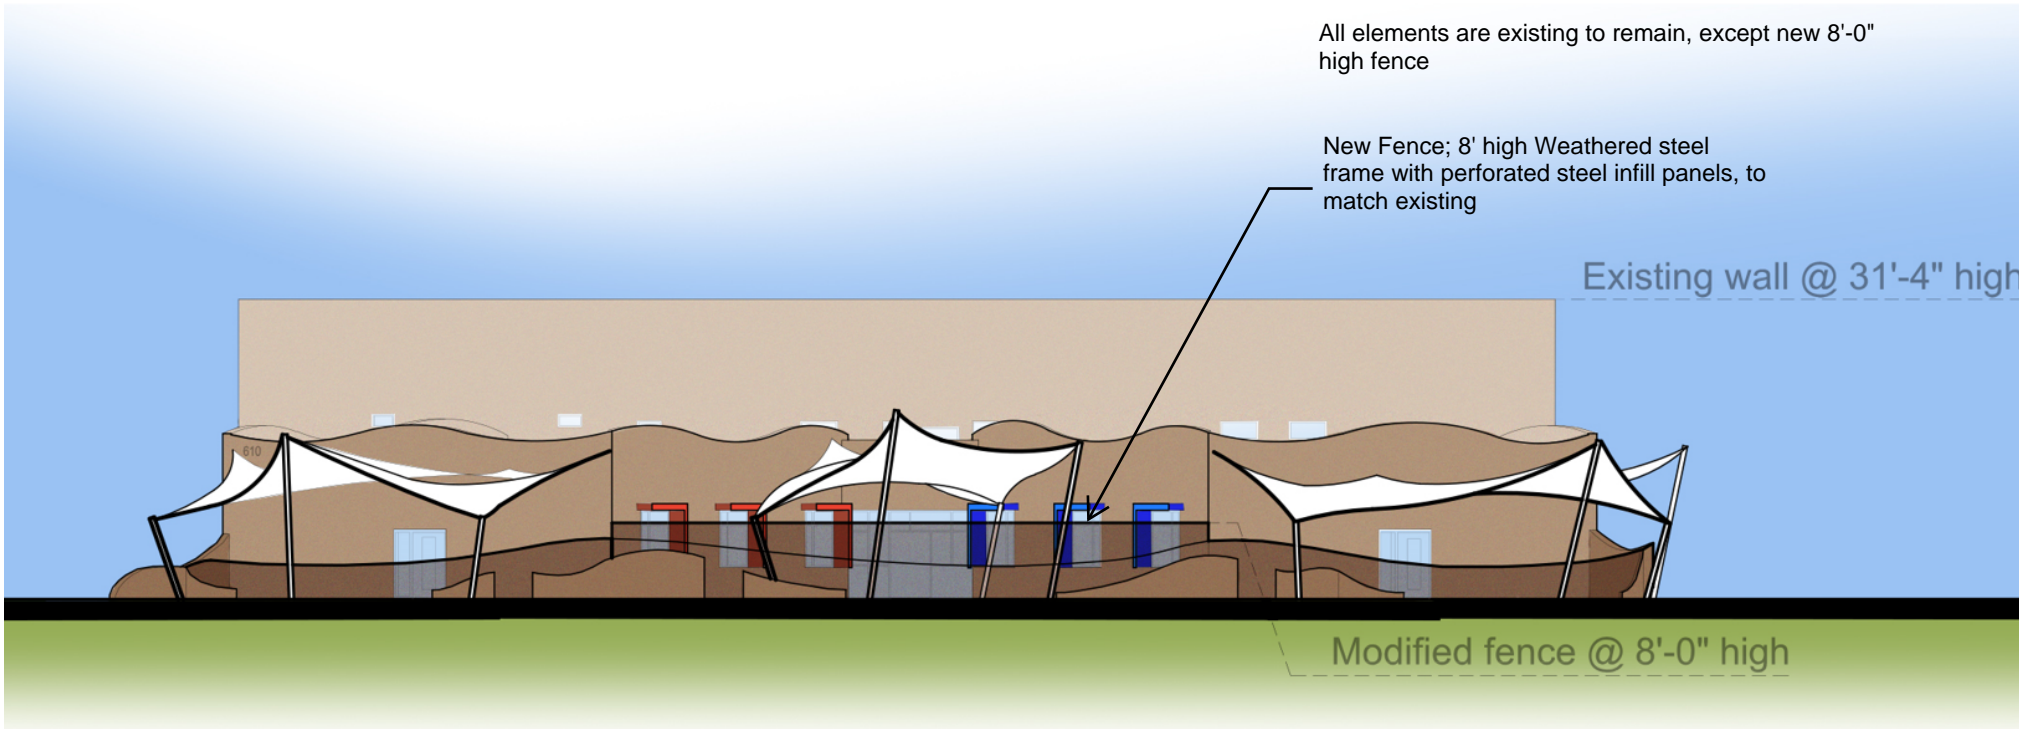 All elements are existing to remain, except new 8'-0"
high fence
New Fence; 8' high Weathered steel
frame with perforated steel infill panels, to
match existing
Existing wall @ 31'-4" high
610
Modified fence @ 8'-0" high